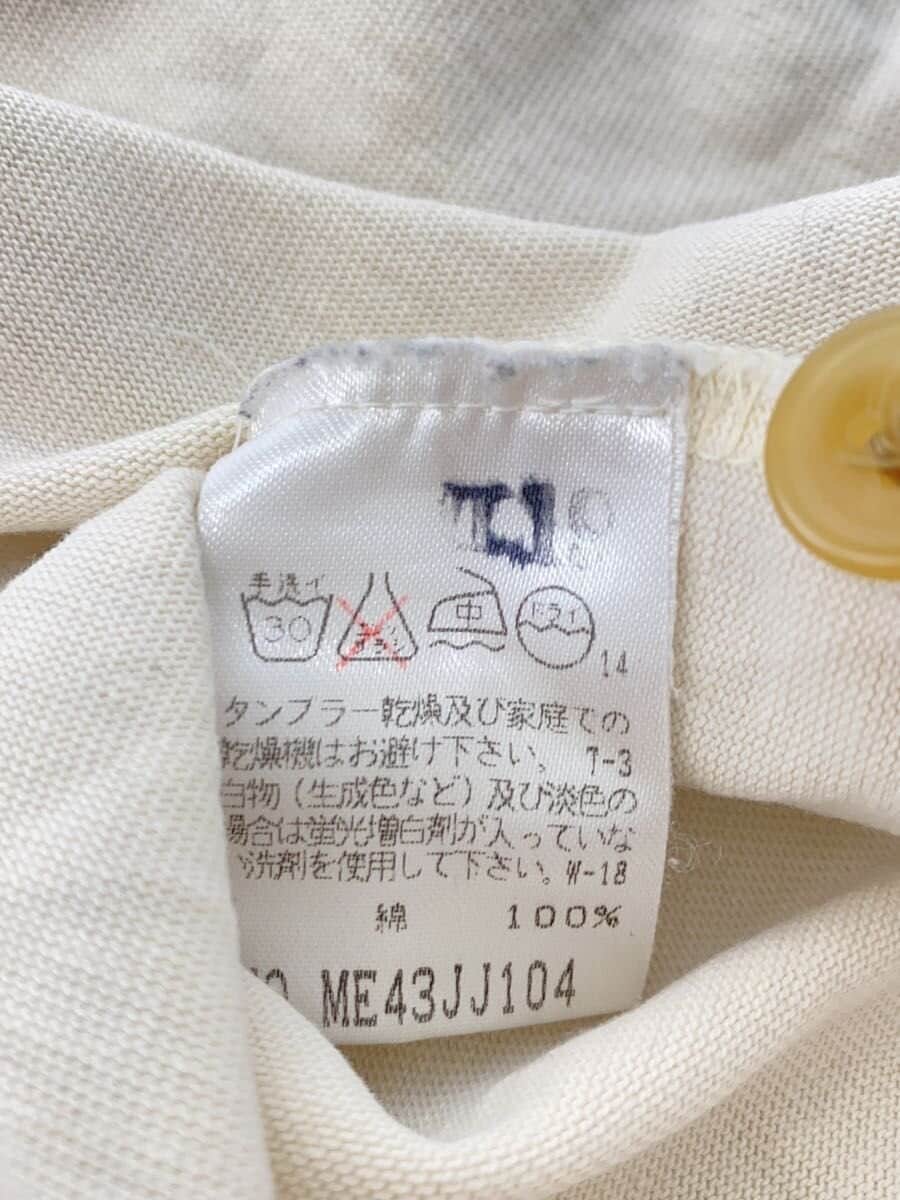 手洗イ
30
中
ドライ
14
タンブラー乾燥及び家庭での
乾燥機はお避け下さい。 T-3
白物（生成色など）及び淡色の
場合は蛍光増白剤が入っていな
い洗剤を使用して下さい。W-18
綿 100%
ME43JJ104